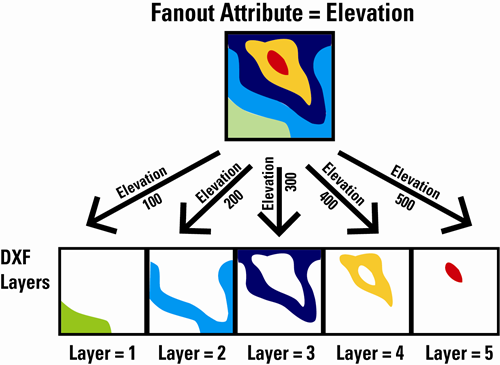 Fanout Attribute = Elevation
Elevation
100
Elevation
200
Elevation
300
Elevation
400
Elevation
500
DXF
Layers
Layer = 1
Layer = 2
Layer = 3
Layer = 4
Layer = 5